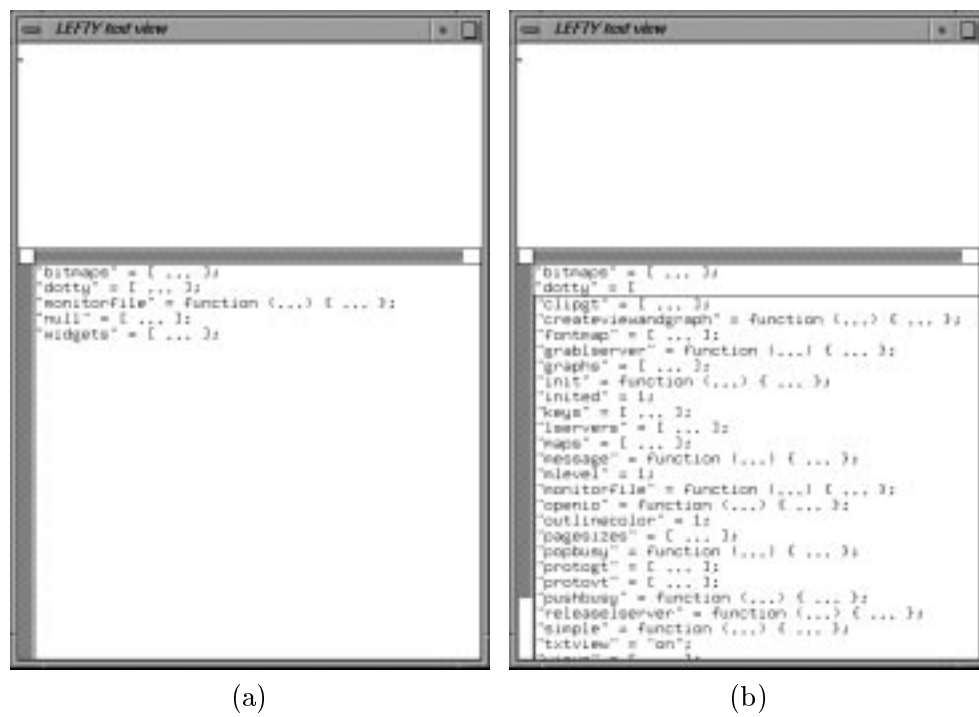 LEFTY text view
"bitmaps" = [ ... ];
"dotty" = [ ... ];
"monitorfile" = function (...) { ... };
"null" = [ ... ];
"widgets" = [ ... ];
(a)
LEFTY text view
"bitmaps" = [ ... ];
"dotty" = [
"clipgt" = [ ... ];
"createviewandgraph" = function (...) { ... };
"fontmap" = [ ... ];
"grablserver" = function (...) { ... };
"graphs" = [ ... ];
"init" = function (...) { ... };
"inited" = 1;
"keys" = [ ... ];
"lservers" = [ ... ];
"maps" = [ ... ];
"message" = function (...) { ... };
"mlevel" = 1;
"monitorfile" = function (...) { ... };
"openio" = function (...) { ... };
"outlinecolor" = 1;
"pagesizes" = [ ... ];
"popbusy" = function (...) { ... };
"protogt" = [ ... ];
"protovt" = [ ... ];
"pushbusy" = function (...) { ... };
"releaselserver" = function (...) { ... };
"simple" = function (...) { ... };
"txtview" = "on";
(b)